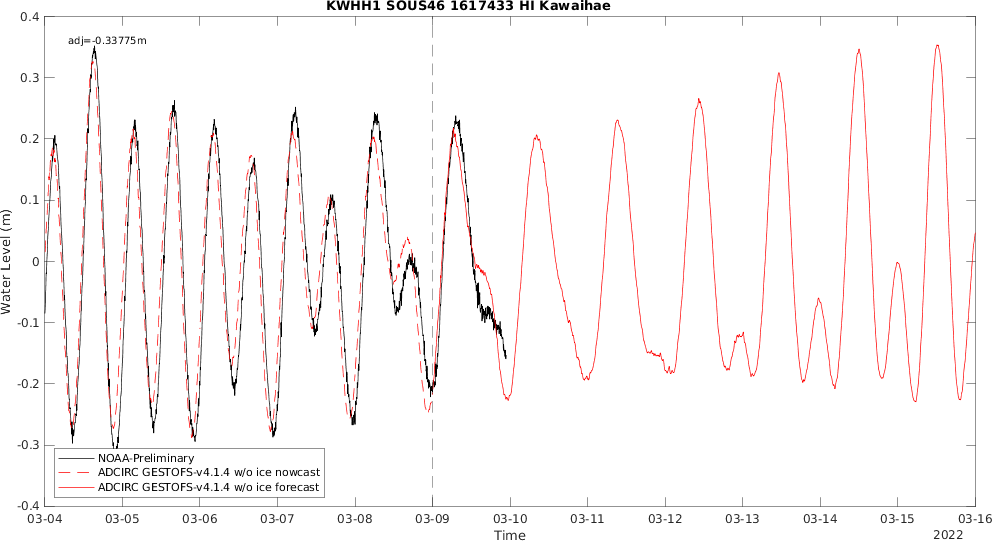 KWHH1 SOUS46 1617433 HI Kawaihae
adj=-0.33775m
0.4
0.3
0.2
0.1
0
-0.1
-0.2
-0.3
-0.4
Water Level (m)
NOAA-Preliminary
ADCIRC GESTOFS-v4.1.4 w/o ice nowcast
ADCIRC GESTOFS-v4.1.4 w/o ice forecast
03-04 03-05 03-06 03-07 03-08 03-09 03-10 03-11 03-12 03-13 03-14 03-15 03-16
Time
2022